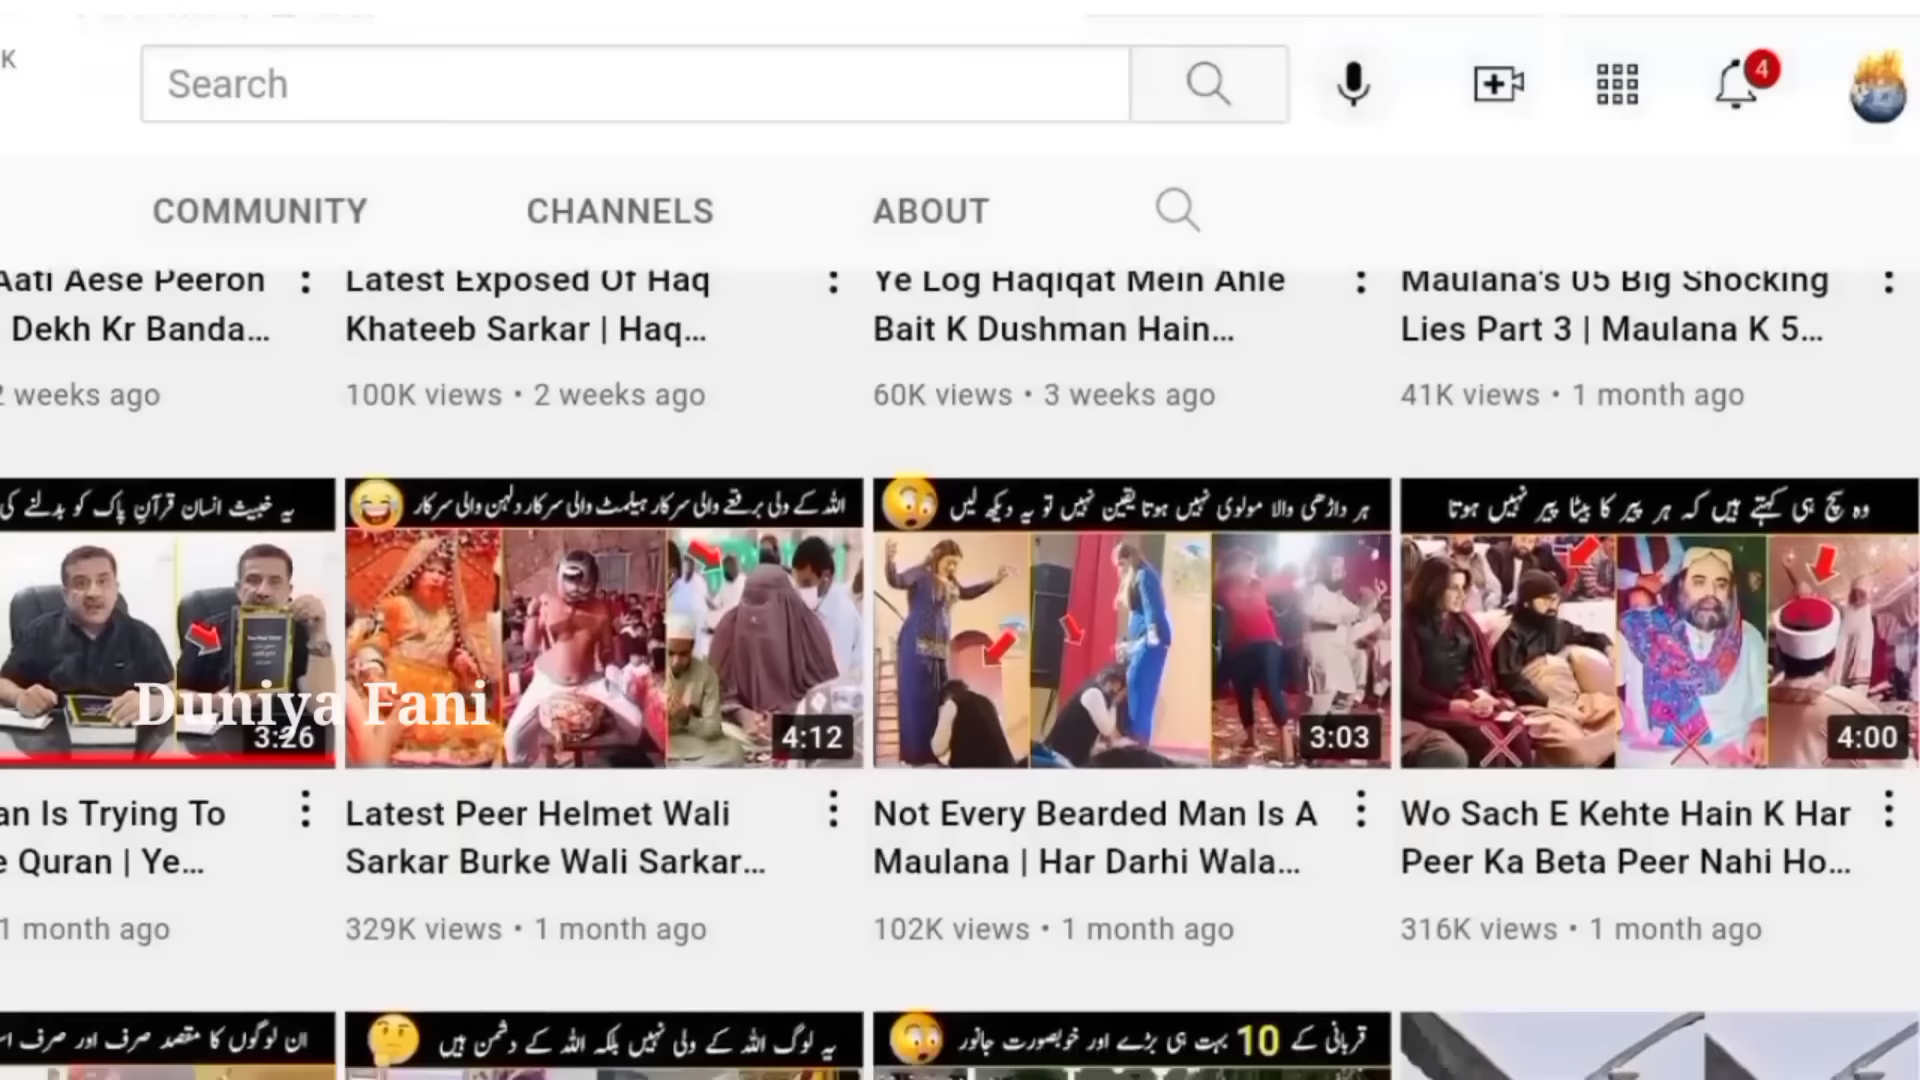 K
Search
4
COMMUNITY
CHANNELS
ABOUT
Aati Aese Peeron
Dekh Kr Banda...
2 weeks ago
Latest Exposed Of Haq
Khateeb Sarkar | Haq...
100K views • 2 weeks ago
Ye Log Haqiqat Mein Ahle
Bait K Dushman Hain...
60K views • 3 weeks ago
Maulana's 05 Big Shocking
Lies Part 3 | Maulana K 5...
41K views • 1 month ago
یہ خبیث انسان قرآنِ پاک کو بدلنے کی
اللہ کے ولی برقعے والی سرکار ہیلمٹ والی سرکار دلہن والی سرکار
ہر داڑھی والا مولوی نہیں ہوتا یقین نہیں تو یہ دیکھ لیں
وہ سچ ہی کہتے ہیں کہ ہر پیر کا بیٹا پیر نہیں ہوتا
Duniya Fani
3:26
4:12
3:03
4:00
an Is Trying To
e Quran | Ye...
1 month ago
Latest Peer Helmet Wali
Sarkar Burke Wali Sarkar...
329K views • 1 month ago
Not Every Bearded Man Is A
Maulana | Har Darhi Wala...
102K views • 1 month ago
Wo Sach E Kehte Hain K Har
Peer Ka Beta Peer Nahi Ho...
316K views • 1 month ago
ان لوگوں کا مقصد صرف اور صرف
یہ لوگ اللہ کے ولی نہیں بلکہ اللہ کے دشمن ہیں
قربانی کے 10 بہت ہی بڑے اور خوبصورت جانور